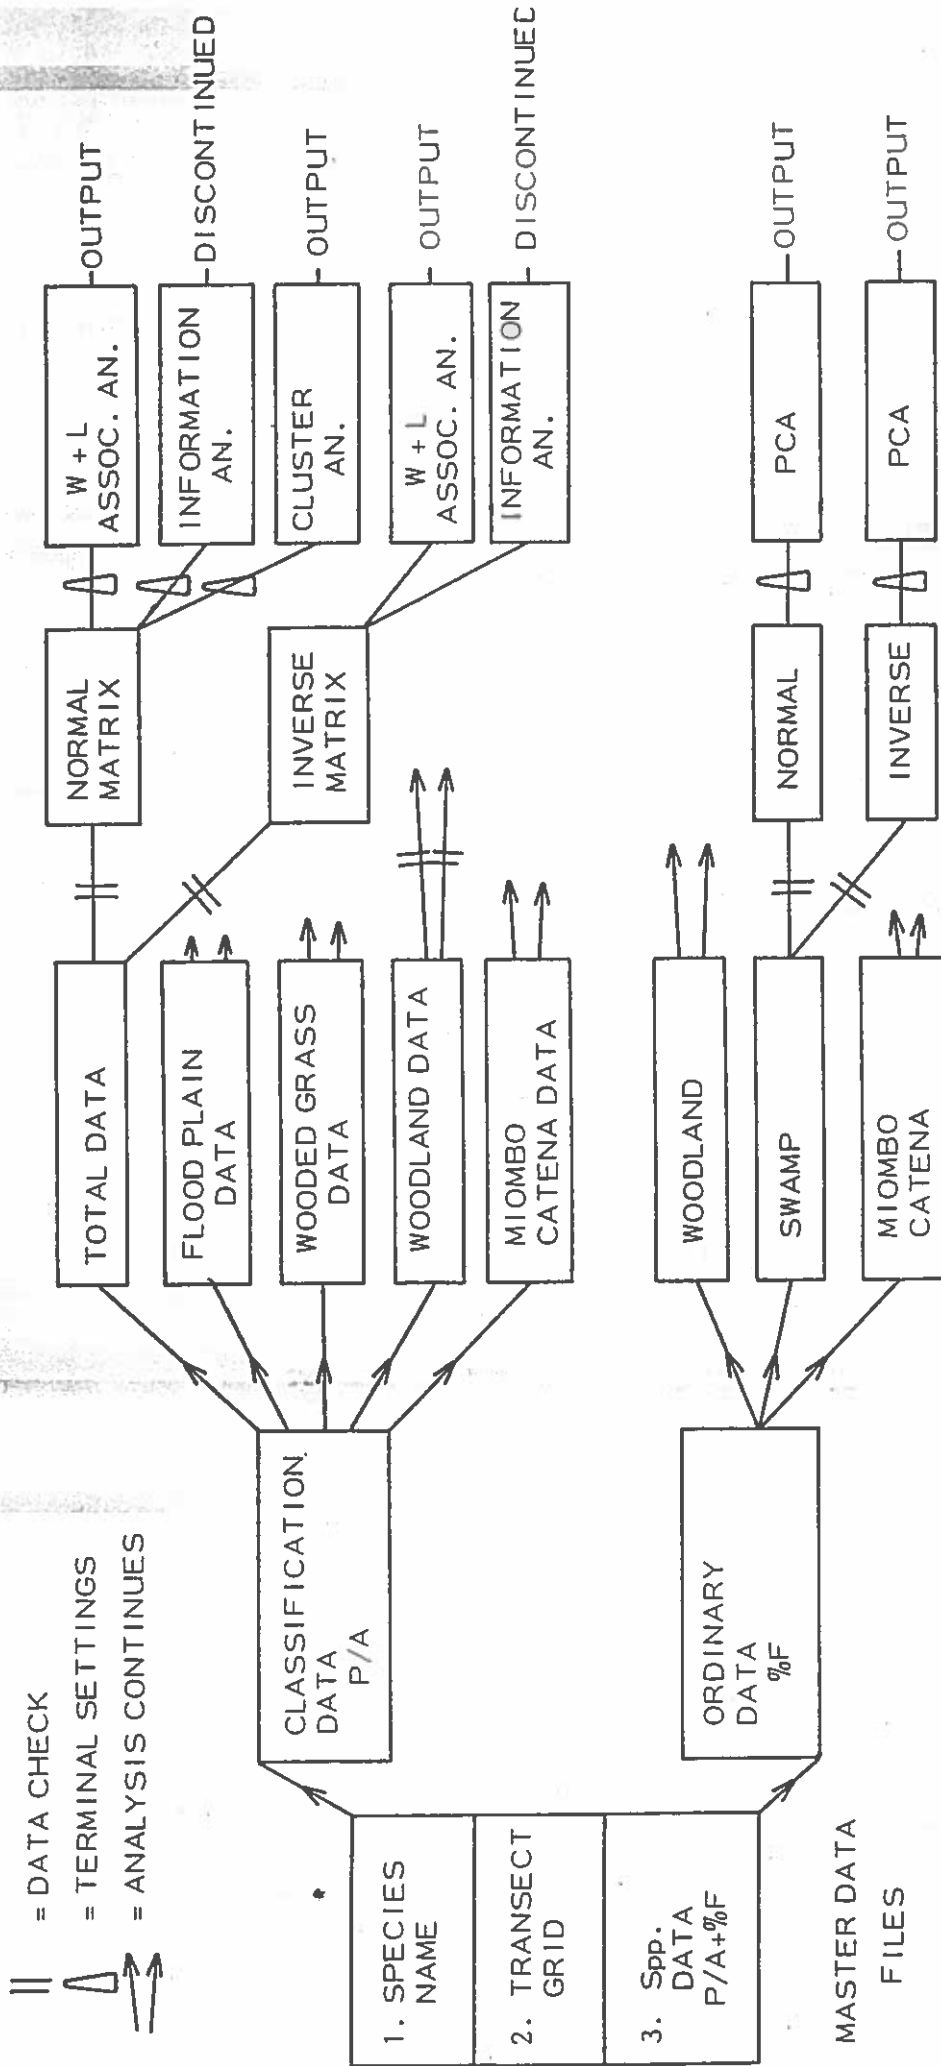 = DATA CHECK
= TERMINAL SETTINGS
= ANALYSIS CONTINUES
1. SPECIES
NAME
2. TRANSECT
GRID
3. Spp.
DATA
P/A+%F
MASTER DATA
FILES
CLASSIFICATION
DATA
P/A
ORDINARY
DATA
%F
TOTAL DATA
FLOOD PLAIN
DATA
WOODED GRASS
DATA
WOODLAND DATA
MIOMBO
CATENA DATA
WOODLAND
SWAMP
MIOMBO
CATENA
NORMAL
MATRIX
INVERSE
MATRIX
NORMAL
INVERSE
W + L
ASSOC. AN.
INFORMATION
AN.
CLUSTER
AN.
W + L
ASSOC. AN.
INFORMATION
AN.
PCA
PCA
OUTPUT
DISCONTINUED
OUTPUT
OUTPUT
DISCONTINUED
OUTPUT
OUTPUT